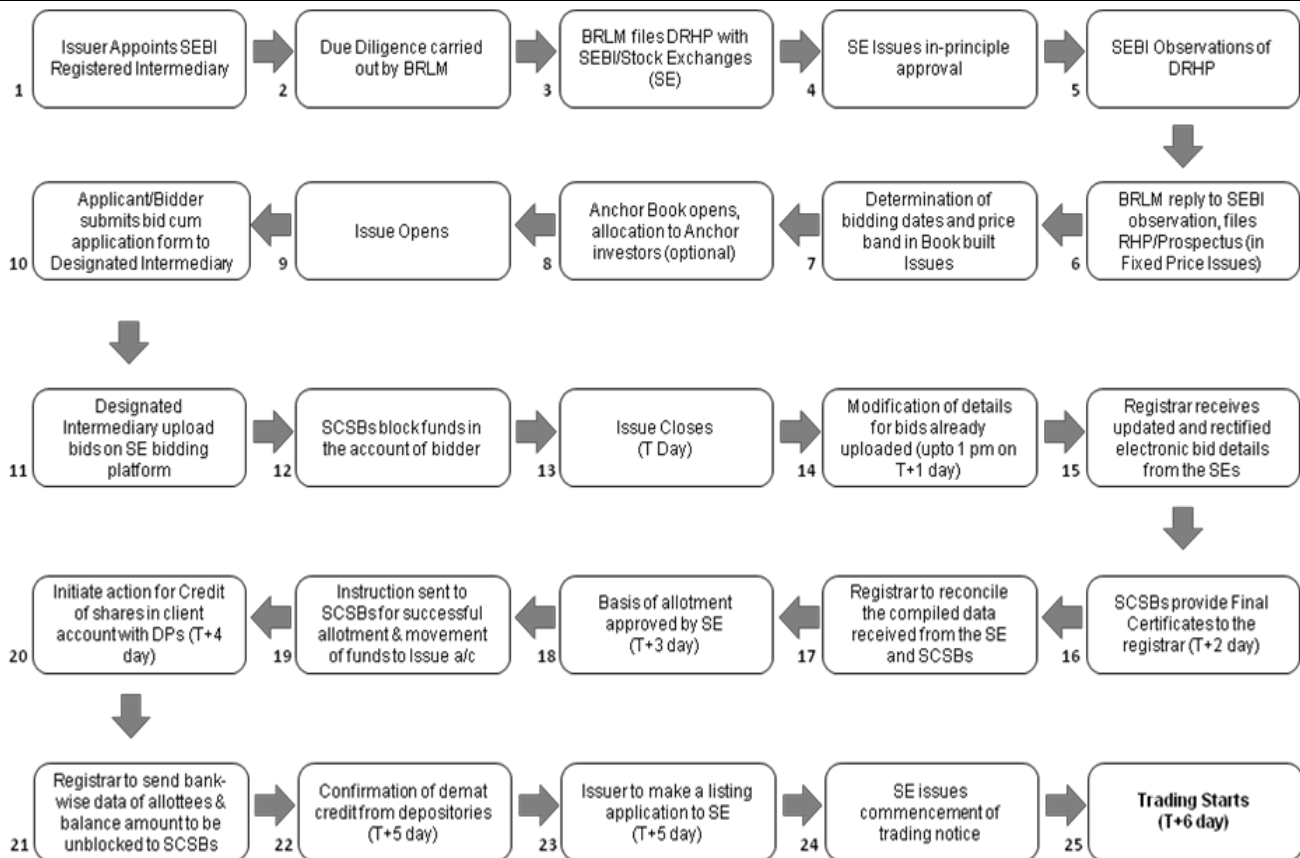 Issuer Appoints SEBI
Registered Intermediary
1
Due Diligence carried
out by BRLM
2
BRLM files DRHP with
SEBI/Stock Exchanges
(SE)
3
SE Issues in-principle
approval
4
SEBI Observations of
DRHP
5
BRLM reply to SEBI
observation, files
RHP/Prospectus (in
Fixed Price Issues)
6
Determination of
bidding dates and price
band in Book built
Issues
7
Anchor Book opens,
allocation to Anchor
investors (optional)
8
Issue Opens
9
Applicant/Bidder
submits bid cum
application form to
Designated Intermediary
10
Designated
Intermediary upload
bids on SE bidding
platform
11
SCSBs block funds in
the account of bidder
12
Issue Closes
(T Day)
13
Modification of details
for bids already
uploaded (upto 1 pm on
T+1 day)
14
Registrar receives
updated and rectified
electronic bid details
from the SEs
15
SCSBs provide Final
Certificates to the
registrar (T+2 day)
16
Registrar to reconcile
the compiled data
received from the SE
and SCSBs
17
Basis of allotment
approved by SE
(T+3 day)
18
Instruction sent to
SCSBs for successful
allotment & movement
of funds to Issue a/c
19
Initiate action for Credit
of shares in client
account with DPs (T+4
day)
20
Registrar to send bank-
wise data of allottees &
balance amount to be
unblocked to SCSBs
21
Confirmation of demat
credit from depositories
(T+5 day)
22
Issuer to make a listing
application to SE
(T+5 day)
23
SE issues
commencement of
trading notice
24
Trading Starts
(T+6 day)
25